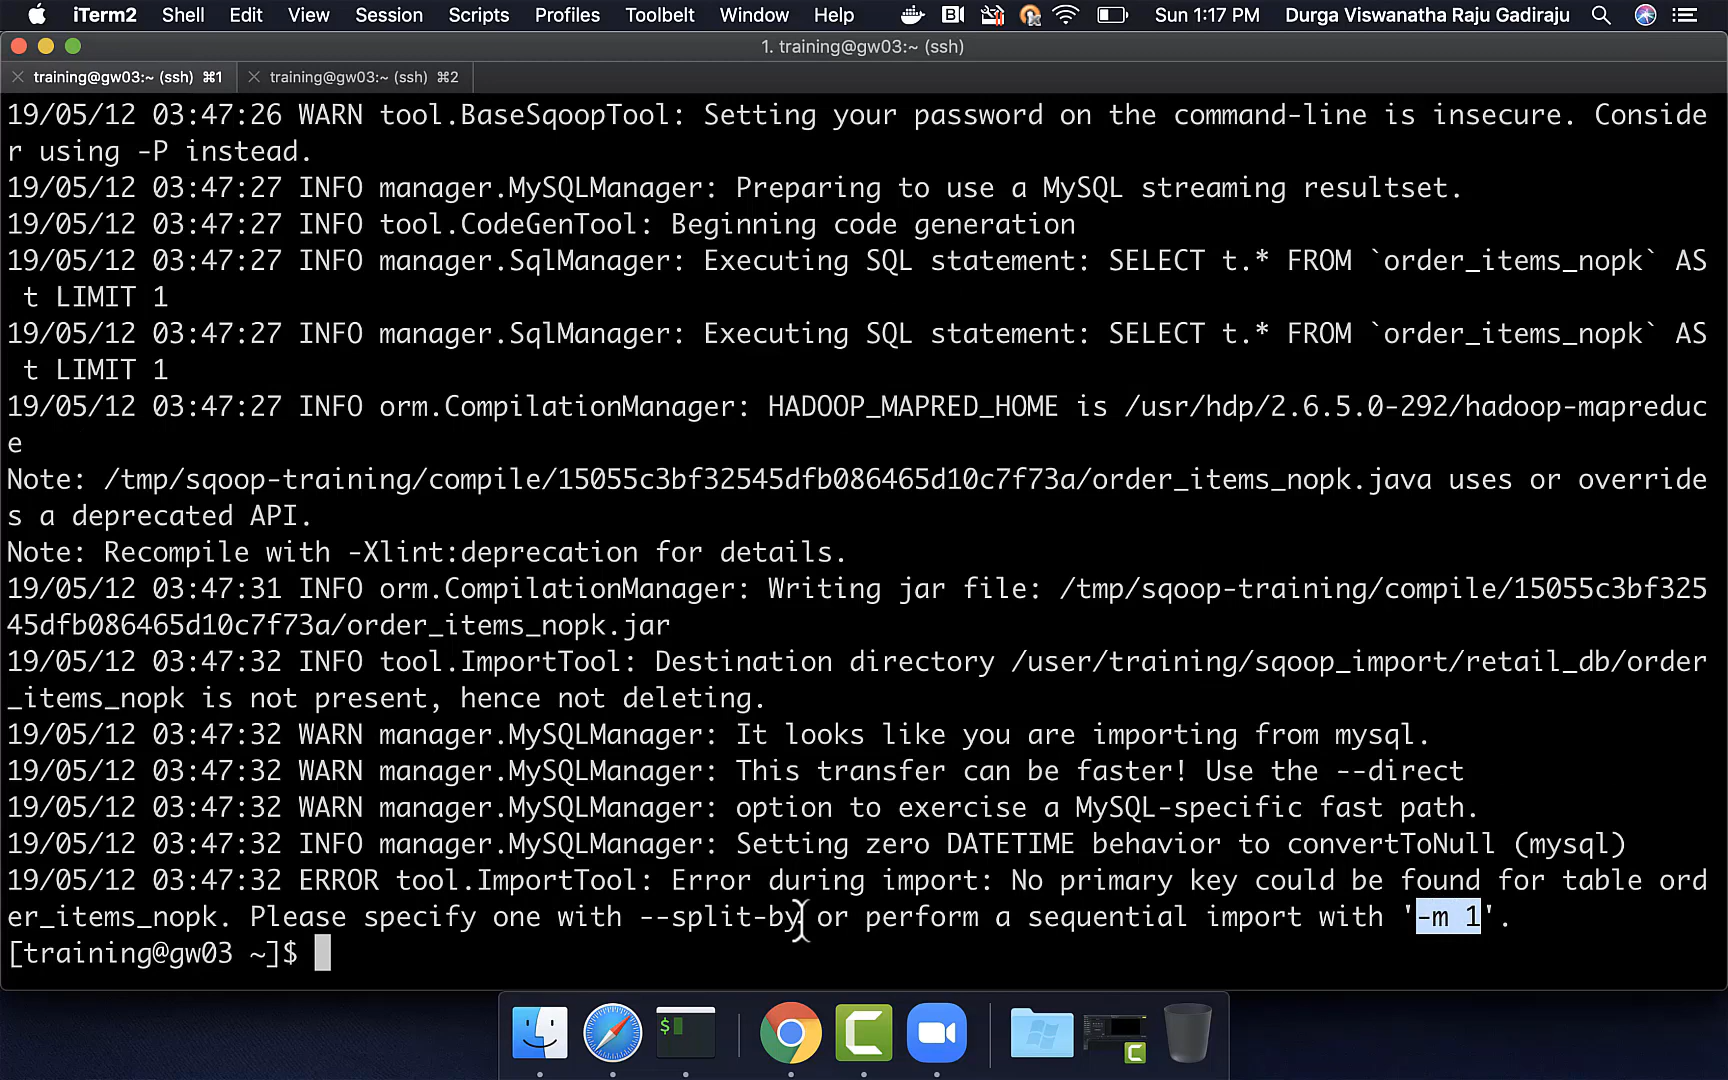 iTerm2 Shell Edit View Session Scripts Profiles Toolbelt Window Help Sun 1:17 PM Durga Viswanatha Raju Gadiraju
1. training@gw03:~ (ssh)
training@gw03:~ (ssh) ⌘1 training@gw03:~ (ssh) ⌘2
19/05/12 03:47:26 WARN tool.BaseSqoopTool: Setting your password on the command-line is insecure. Conside
r using -P instead.
19/05/12 03:47:27 INFO manager.MySQLManager: Preparing to use a MySQL streaming resultset.
19/05/12 03:47:27 INFO tool.CodeGenTool: Beginning code generation
19/05/12 03:47:27 INFO manager.SqlManager: Executing SQL statement: SELECT t.* FROM `order_items_nopk` AS
t LIMIT 1
19/05/12 03:47:27 INFO manager.SqlManager: Executing SQL statement: SELECT t.* FROM `order_items_nopk` AS
t LIMIT 1
19/05/12 03:47:27 INFO orm.CompilationManager: HADOOP_MAPRED_HOME is /usr/hdp/2.6.5.0-292/hadoop-mapreduc
e
Note: /tmp/sqoop-training/compile/15055c3bf32545dfb086465d10c7f73a/order_items_nopk.java uses or override
s a deprecated API.
Note: Recompile with -Xlint:deprecation for details.
19/05/12 03:47:31 INFO orm.CompilationManager: Writing jar file: /tmp/sqoop-training/compile/15055c3bf325
45dfb086465d10c7f73a/order_items_nopk.jar
19/05/12 03:47:32 INFO tool.ImportTool: Destination directory /user/training/sqoop_import/retail_db/order
_items_nopk is not present, hence not deleting.
19/05/12 03:47:32 WARN manager.MySQLManager: It looks like you are importing from mysql.
19/05/12 03:47:32 WARN manager.MySQLManager: This transfer can be faster! Use the --direct
19/05/12 03:47:32 WARN manager.MySQLManager: option to exercise a MySQL-specific fast path.
19/05/12 03:47:32 INFO manager.MySQLManager: Setting zero DATETIME behavior to convertToNull (mysql)
19/05/12 03:47:32 ERROR tool.ImportTool: Error during import: No primary key could be found for table ord
er_items_nopk. Please specify one with --split-by or perform a sequential import with '-m 1'.
[training@gw03 ~]$